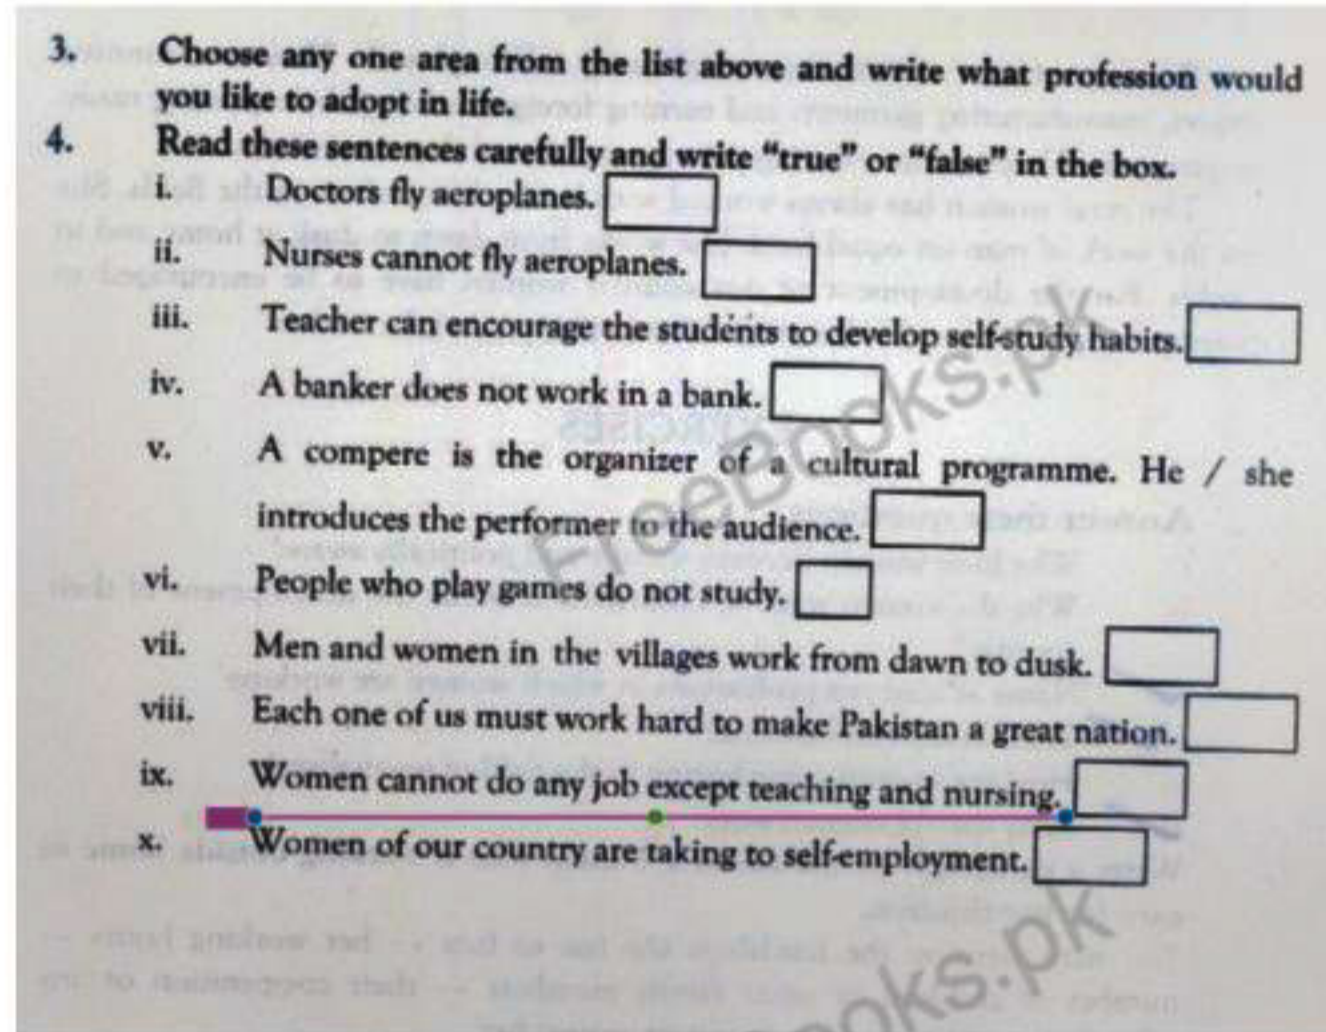 3. Choose any one area from the list above and write what profession would
you like to adopt in life.
4. Read these sentences carefully and write “true” or “false” in the box.
i. Doctors fly aeroplanes.
ii. Nurses cannot fly aeroplanes.
iii. Teacher can encourage the students to develop self-study habits.
iv. A banker does not work in a bank.
v. A compere is the organizer of a cultural programme. He / she
introduces the performer to the audience.
vi. People who play games do not study.
vii. Men and women in the villages work from dawn to dusk.
viii. Each one of us must work hard to make Pakistan a great nation.
ix. Women cannot do any job except teaching and nursing.
x. Women of our country are taking to self-employment.
FreeBooks.pk
ooks.pk